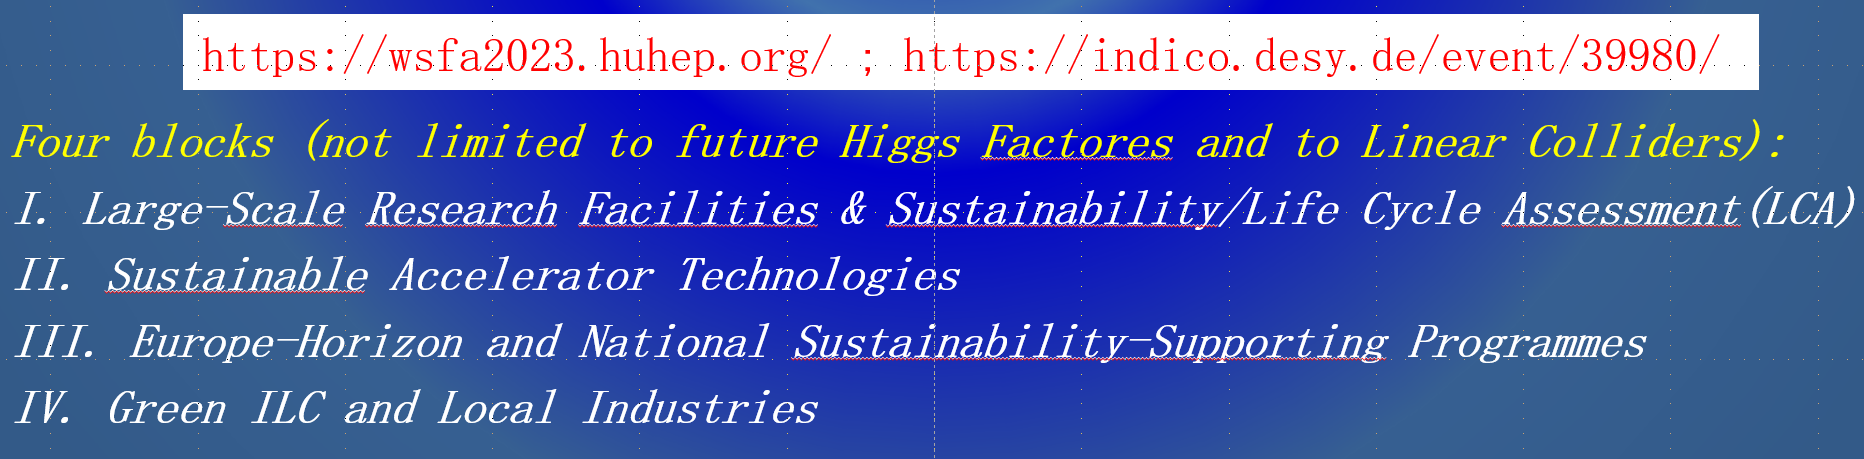 https://wsfa2023.huhep.org/ ; https://indico.desy.de/event/39980/
Four blocks (not limited to future Higgs Factores and to Linear Colliders):
I. Large-Scale Research Facilities & Sustainability/Life Cycle Assessment(LCA)
II. Sustainable Accelerator Technologies
III. Europe-Horizon and National Sustainability-Supporting Programmes
IV. Green ILC and Local Industries